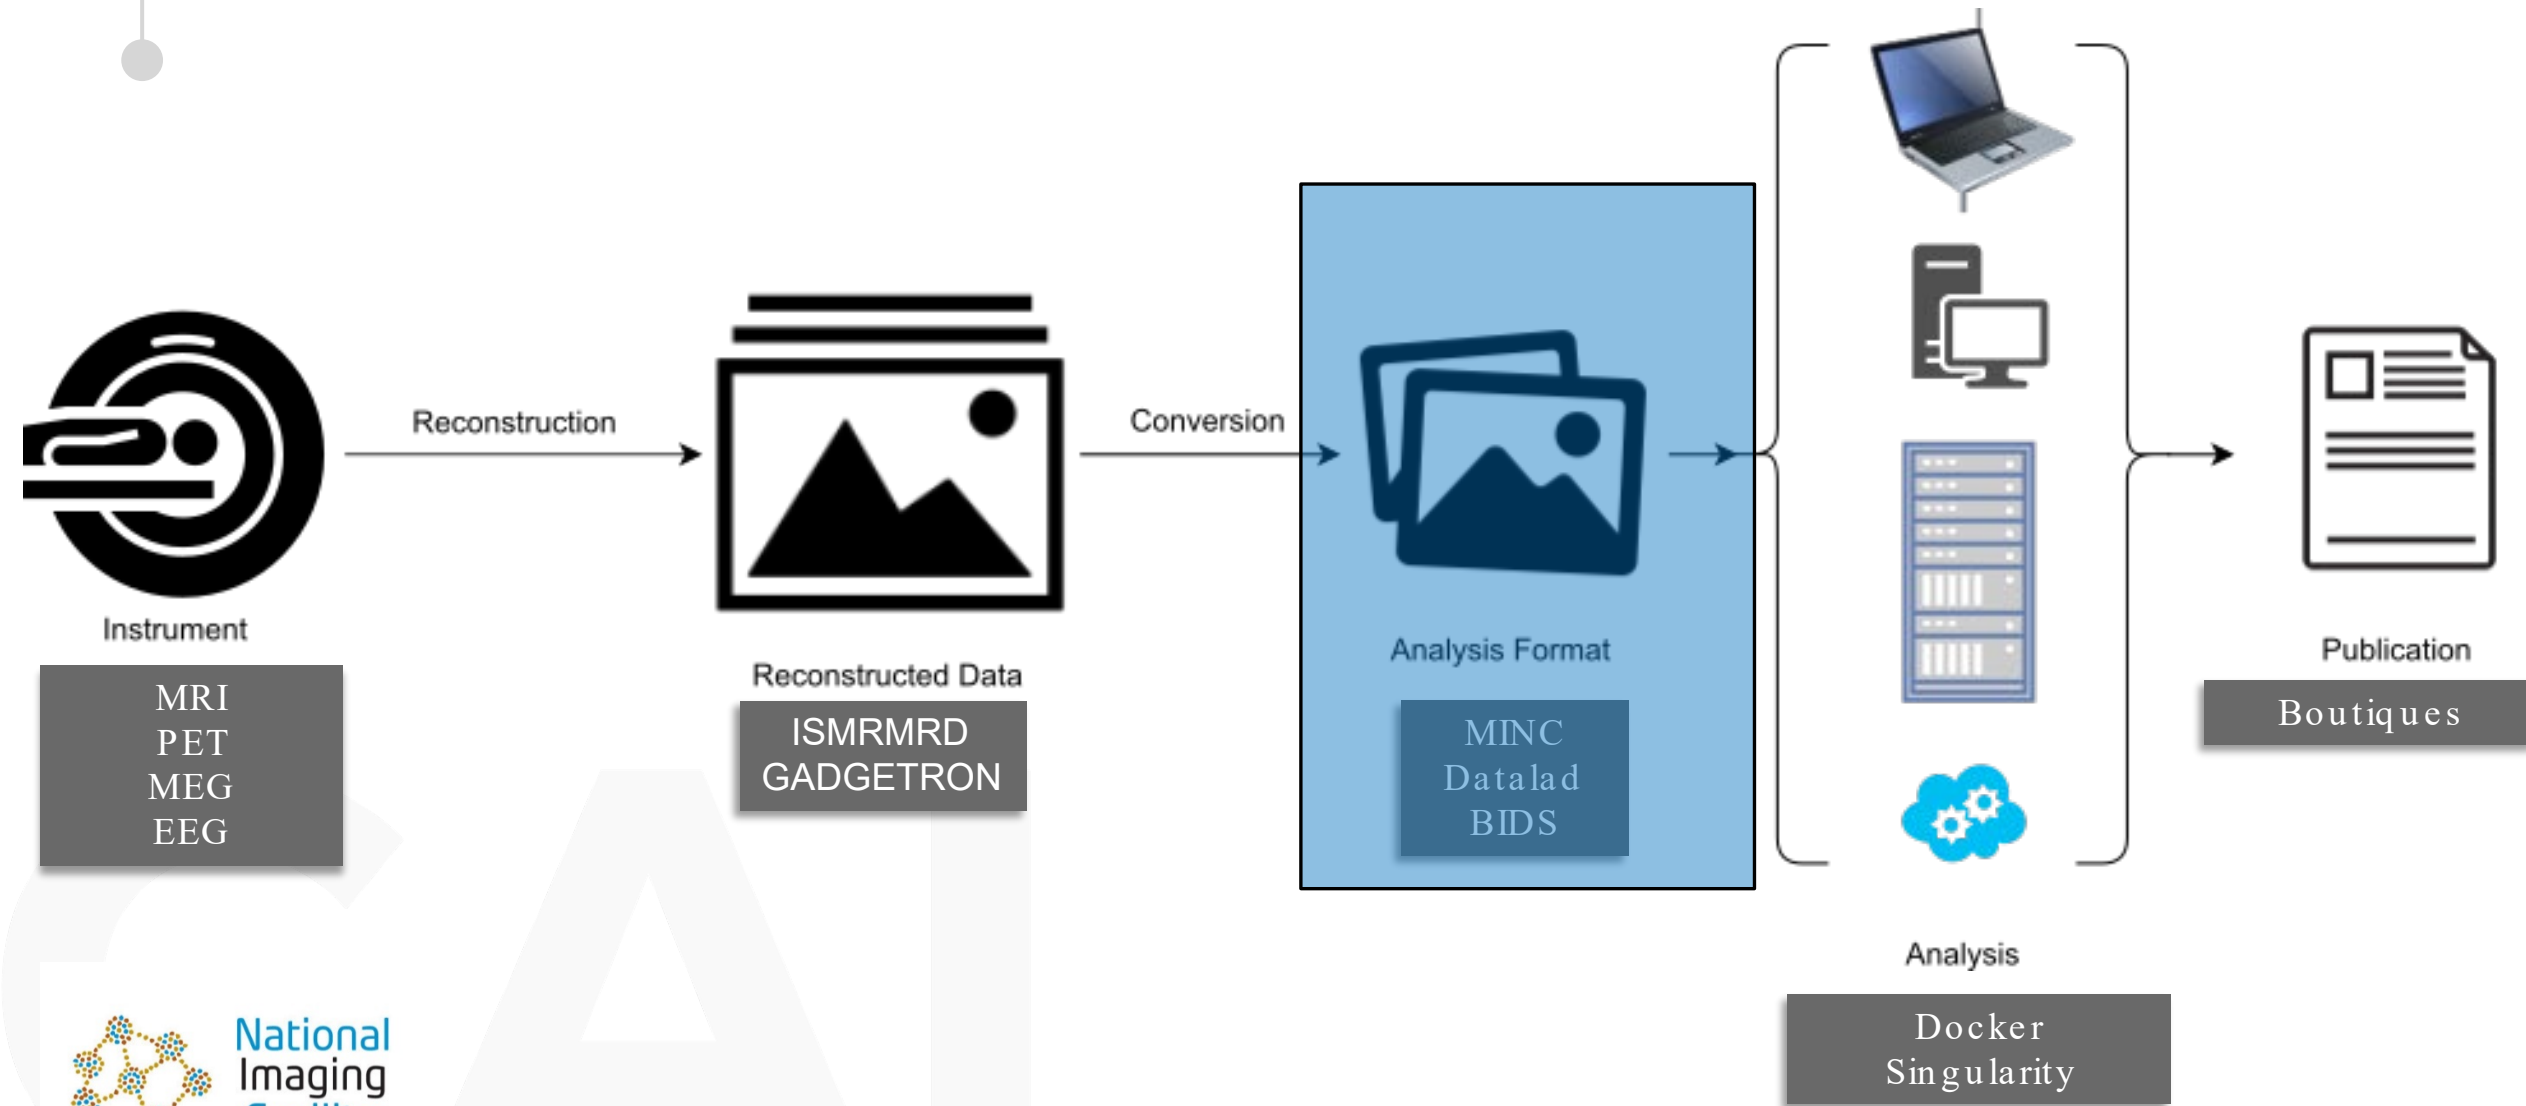 Reconstruction
Conversion
Instrument
MRI
PET
MEG
EEG
Reconstructed Data
ISMRMRD
GADGETRON
Analysis Format
MINC
Datalad
BIDS
Analysis
Docker
Singularity
Publication
Boutiques
National
Imaging
CAI